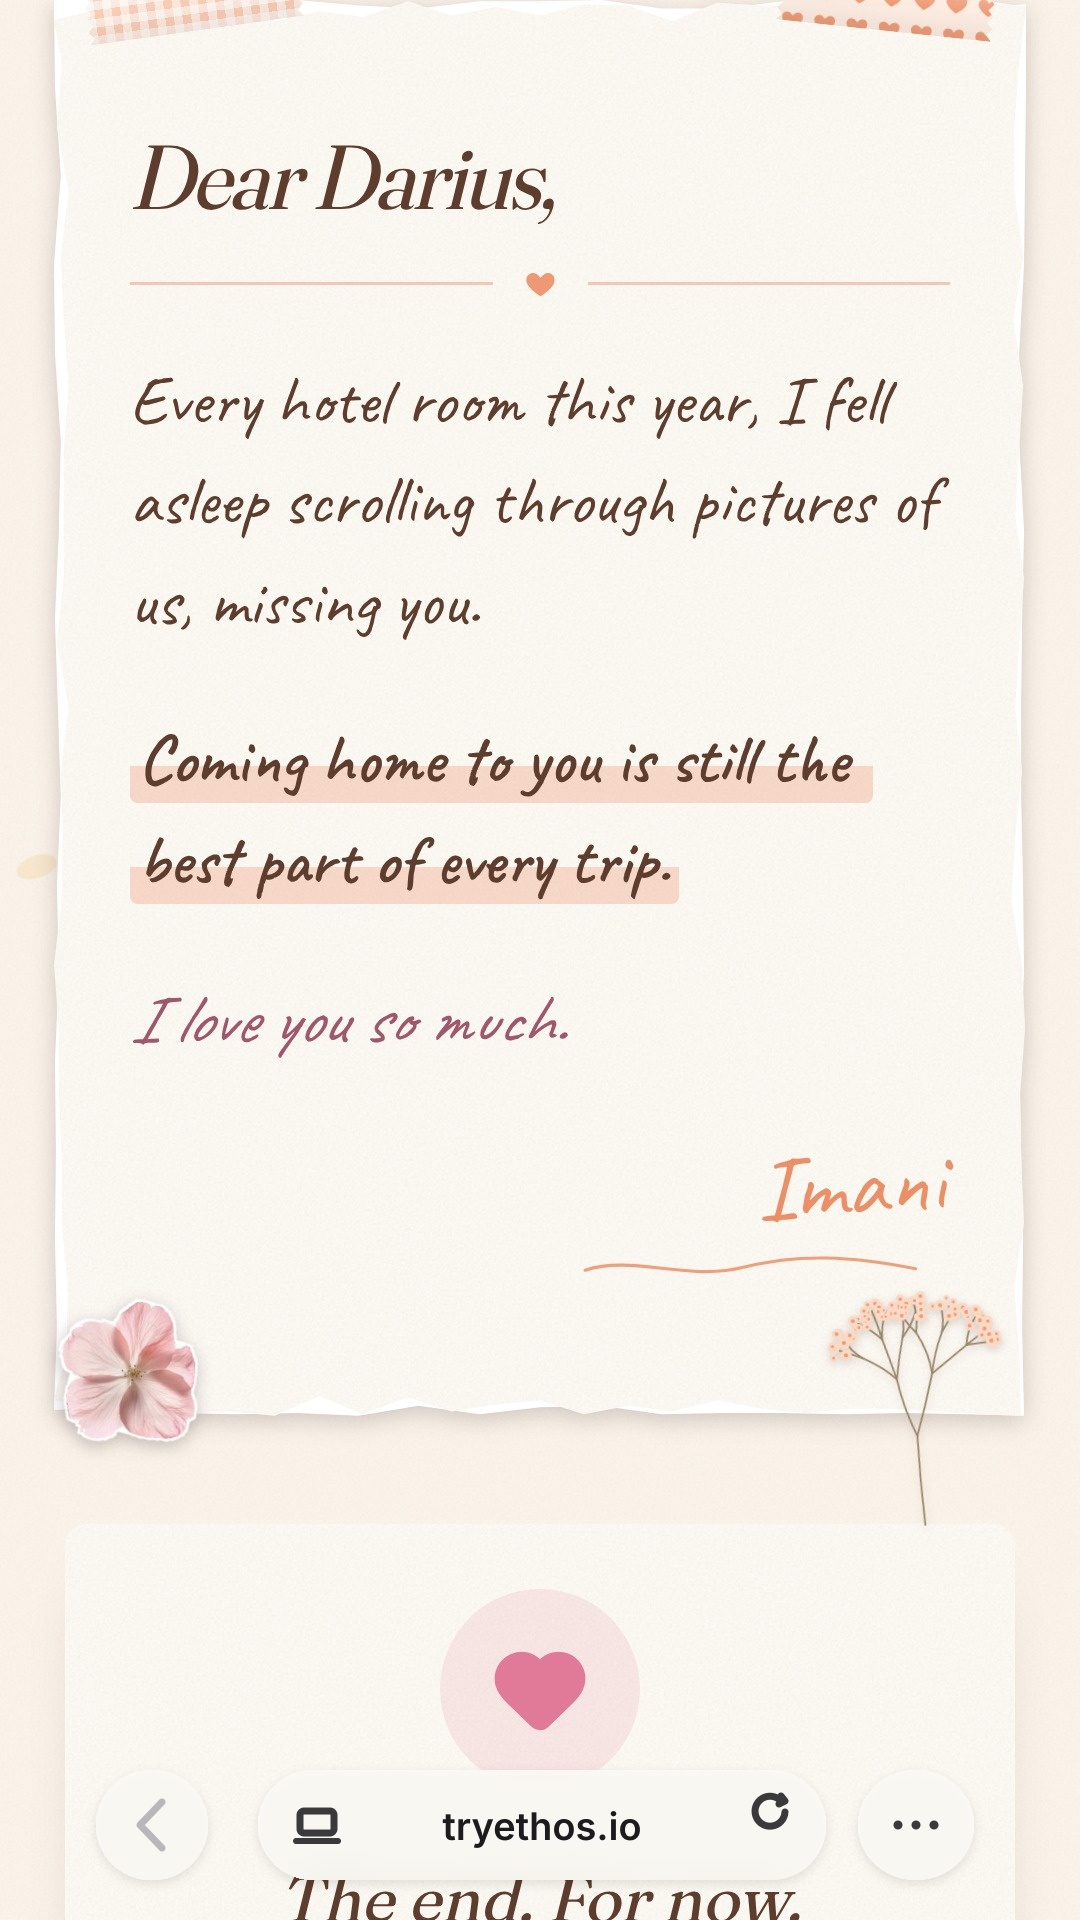 Dear Darius,
Every hotel room this year, I fell
asleep scrolling through pictures of
us, missing you.
Coming home to you is still the
best part of every trip.
I love you so much.
Imani
tryethos.io
The end. For now.